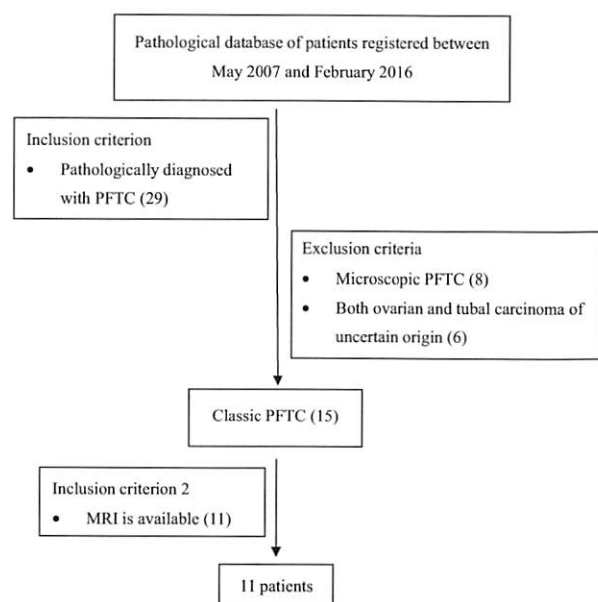 Pathological database of patients registered between
May 2007 and February 2016
Inclusion criterion
• Pathologically diagnosed
with PFTC (29)
Exclusion criteria
• Microscopic PFTC (8)
• Both ovarian and tubal carcinoma of
uncertain origin (6)
Classic PFTC (15)
Inclusion criterion 2
• MRI is available (11)
11 patients